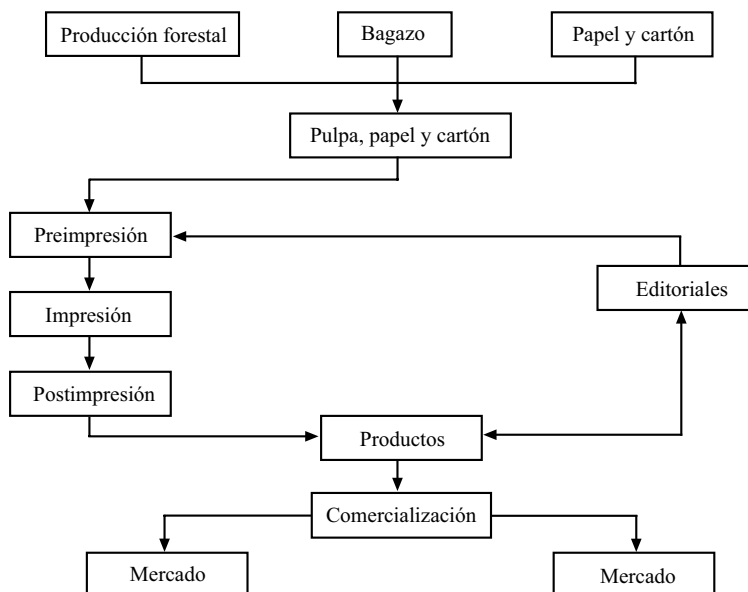 Producción forestal
Bagazo
Papel y cartón
Pulpa, papel y cartón
Preimpresión
Editoriales
Impresión
Postimpresión
Productos
Comercialización
Mercado
Mercado